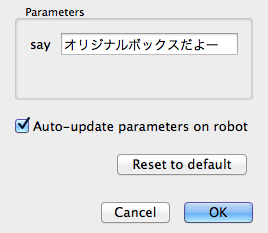 Parameters
say オリジナルボックスだよー
Auto-update parameters on robot
Reset to default
Cancel OK